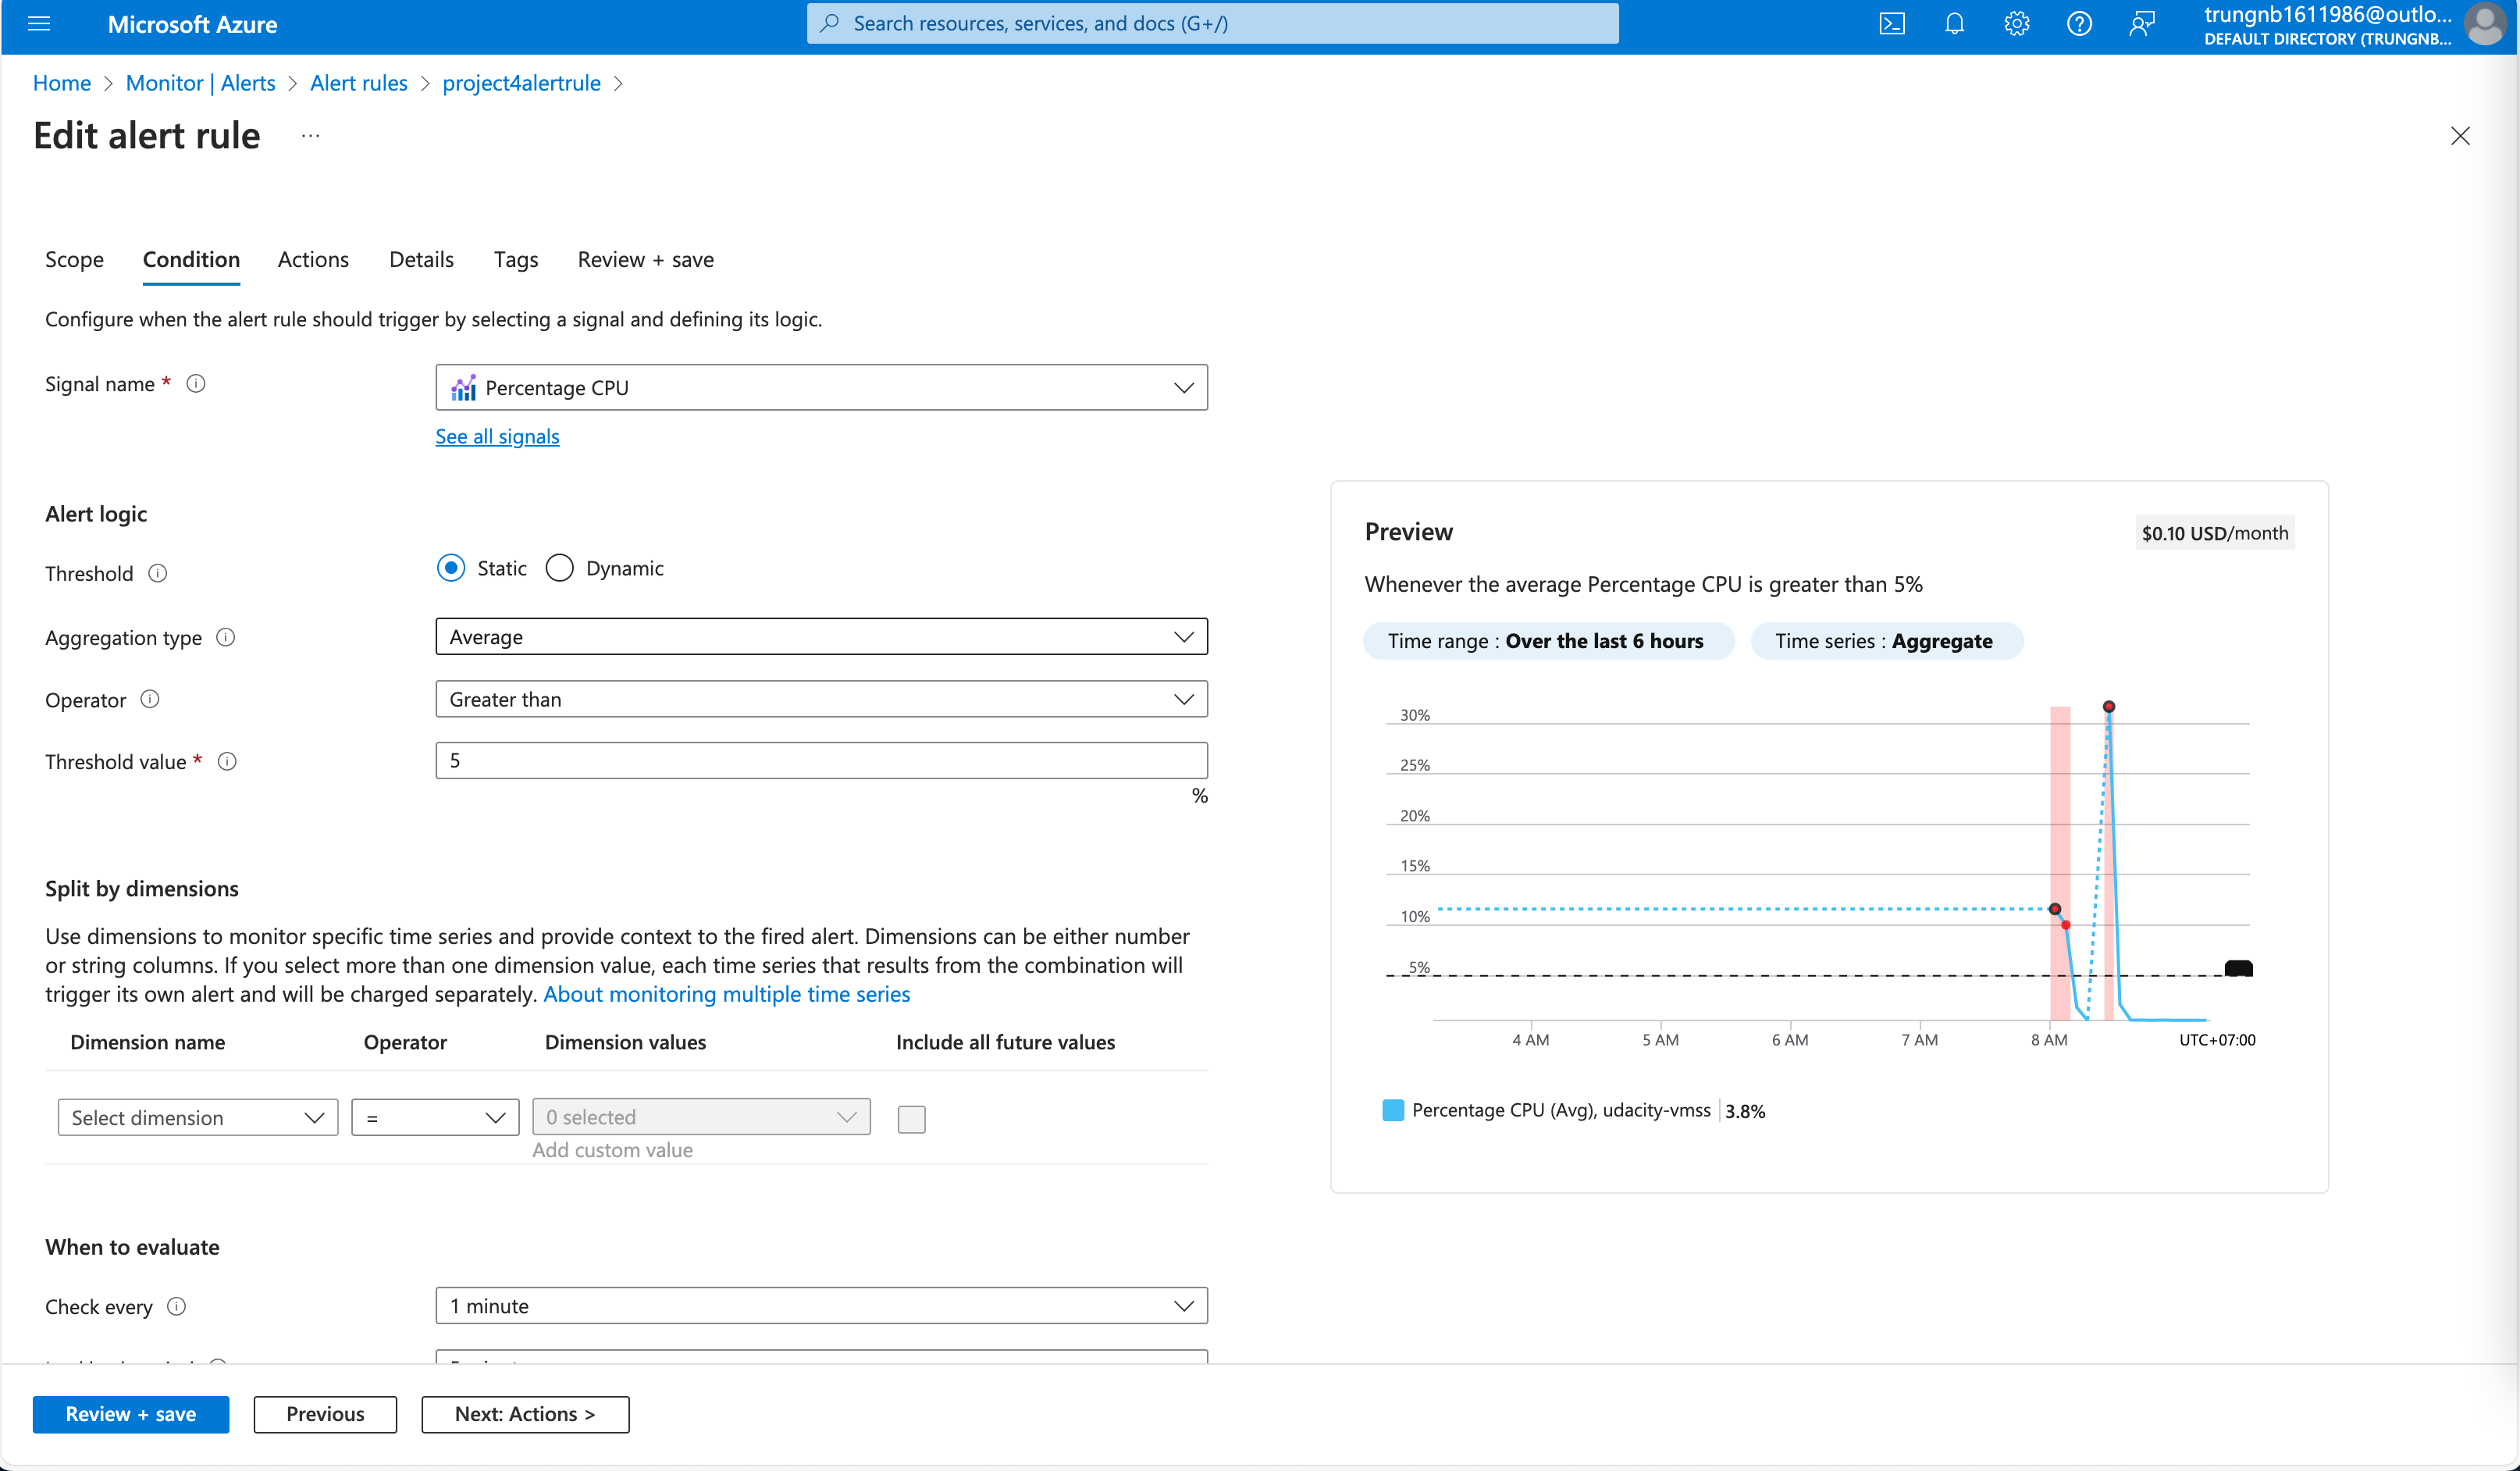 Microsoft Azure
Search resources, services, and docs (G+/)
trungnb1611986@outlo...
DEFAULT DIRECTORY (TRUNGNB...
Home > Monitor | Alerts > Alert rules > project4alertrule >
Edit alert rule ...
Scope Condition Actions Details Tags Review + save
Configure when the alert rule should trigger by selecting a signal and defining its logic.
Signal name *
Percentage CPU
See all signals
Alert logic
Threshold
Static Dynamic
Aggregation type
Average
Operator
Greater than
Threshold value *
5
%
Split by dimensions
Use dimensions to monitor specific time series and provide context to the fired alert. Dimensions can be either number
or string columns. If you select more than one dimension value, each time series that results from the combination will
trigger its own alert and will be charged separately. About monitoring multiple time series
Dimension name Operator Dimension values Include all future values
Select dimension = 0 selected
Add custom value
When to evaluate
Check every
1 minute
Preview
$0.10 USD/month
Whenever the average Percentage CPU is greater than 5%
Time range : Over the last 6 hours Time series : Aggregate
30%
25%
20%
15%
10%
5%
4 AM 5 AM 6 AM 7 AM 8 AM UTC+07:00
Percentage CPU (Avg), udacity-vmss 3.8%
Review + save Previous Next: Actions >